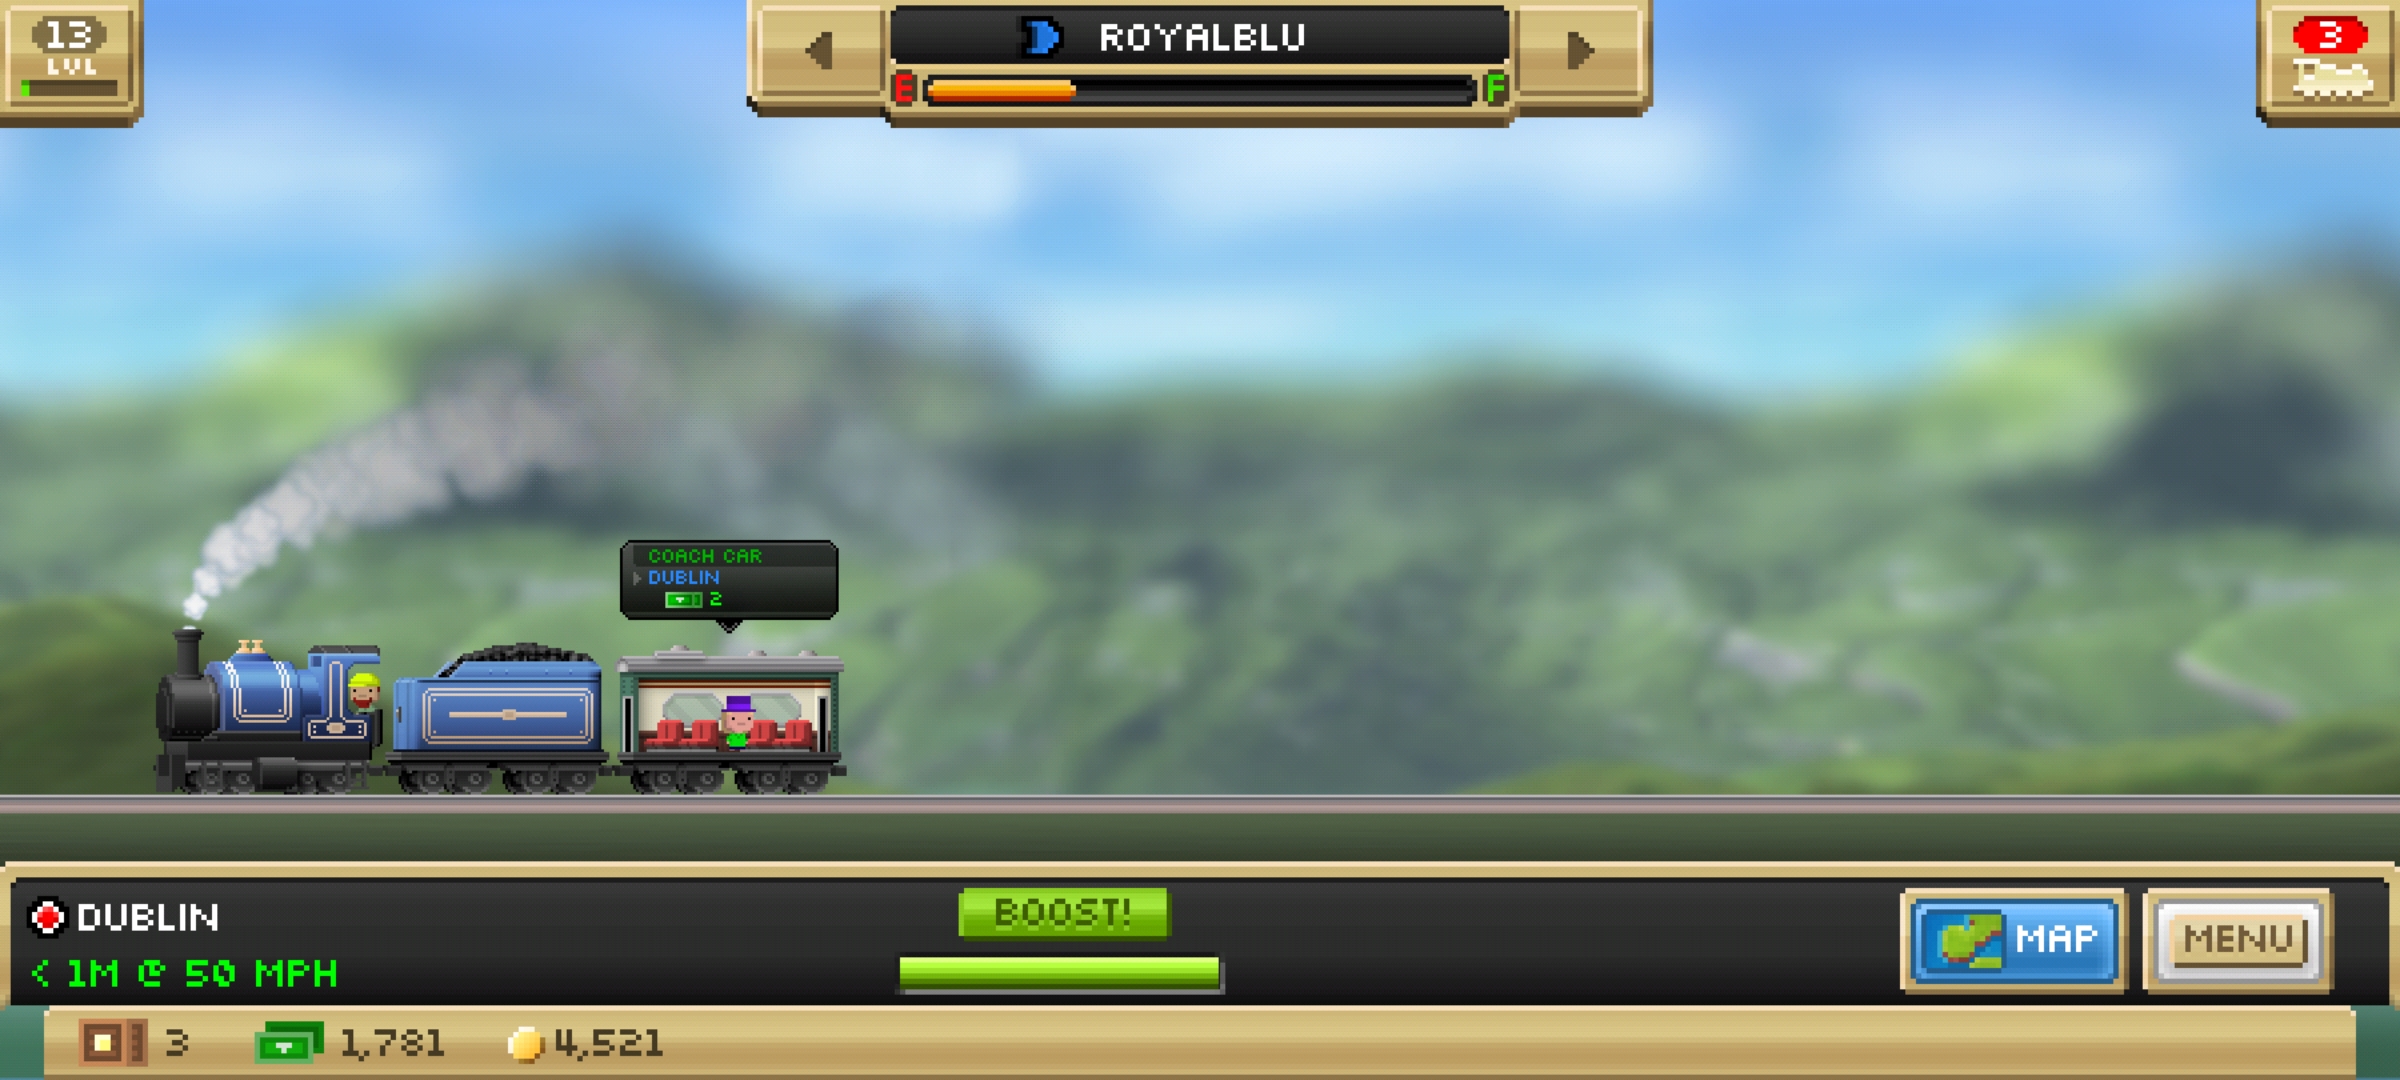 13
LVL
ROYALBLU
E F
3
COACH CAR
DUBLIN
2
DUBLIN
BOOST!
MAP
MENU
< 1M @ 50 MPH
3 1,781 4,521